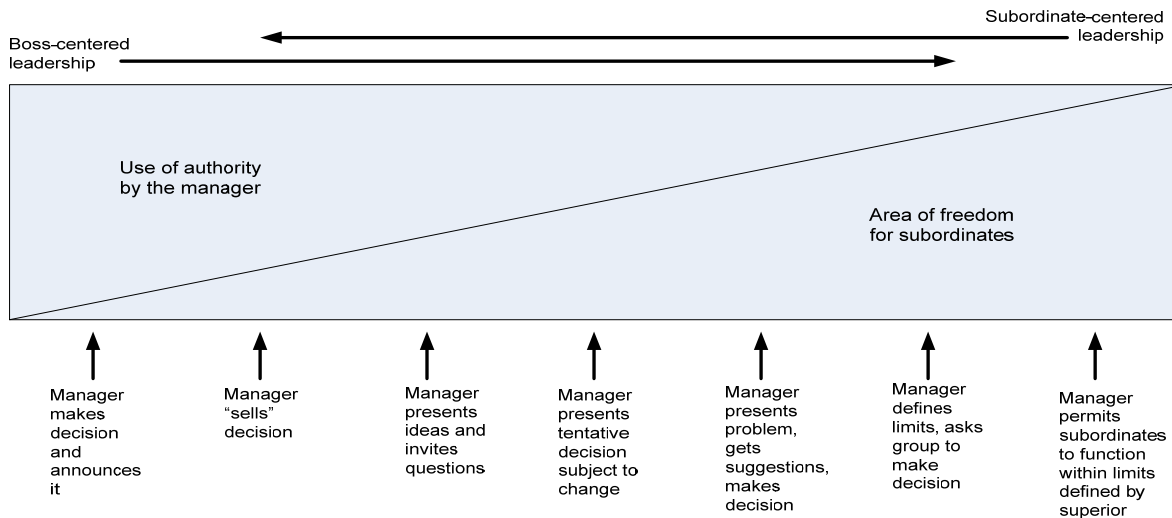 Subordinate-centered
leadership
Boss-centered
leadership
Use of authority
by the manager
Area of freedom
for subordinates
Manager
makes
decision
and
announces
it
Manager
“sells”
decision
Manager
presents
ideas and
invites
questions
Manager
presents
tentative
decision
subject to
change
Manager
presents
problem,
gets
suggestions,
makes
decision
Manager
defines
limits, asks
group to
make
decision
Manager
permits
subordinates
to function
within limits
defined by
superior